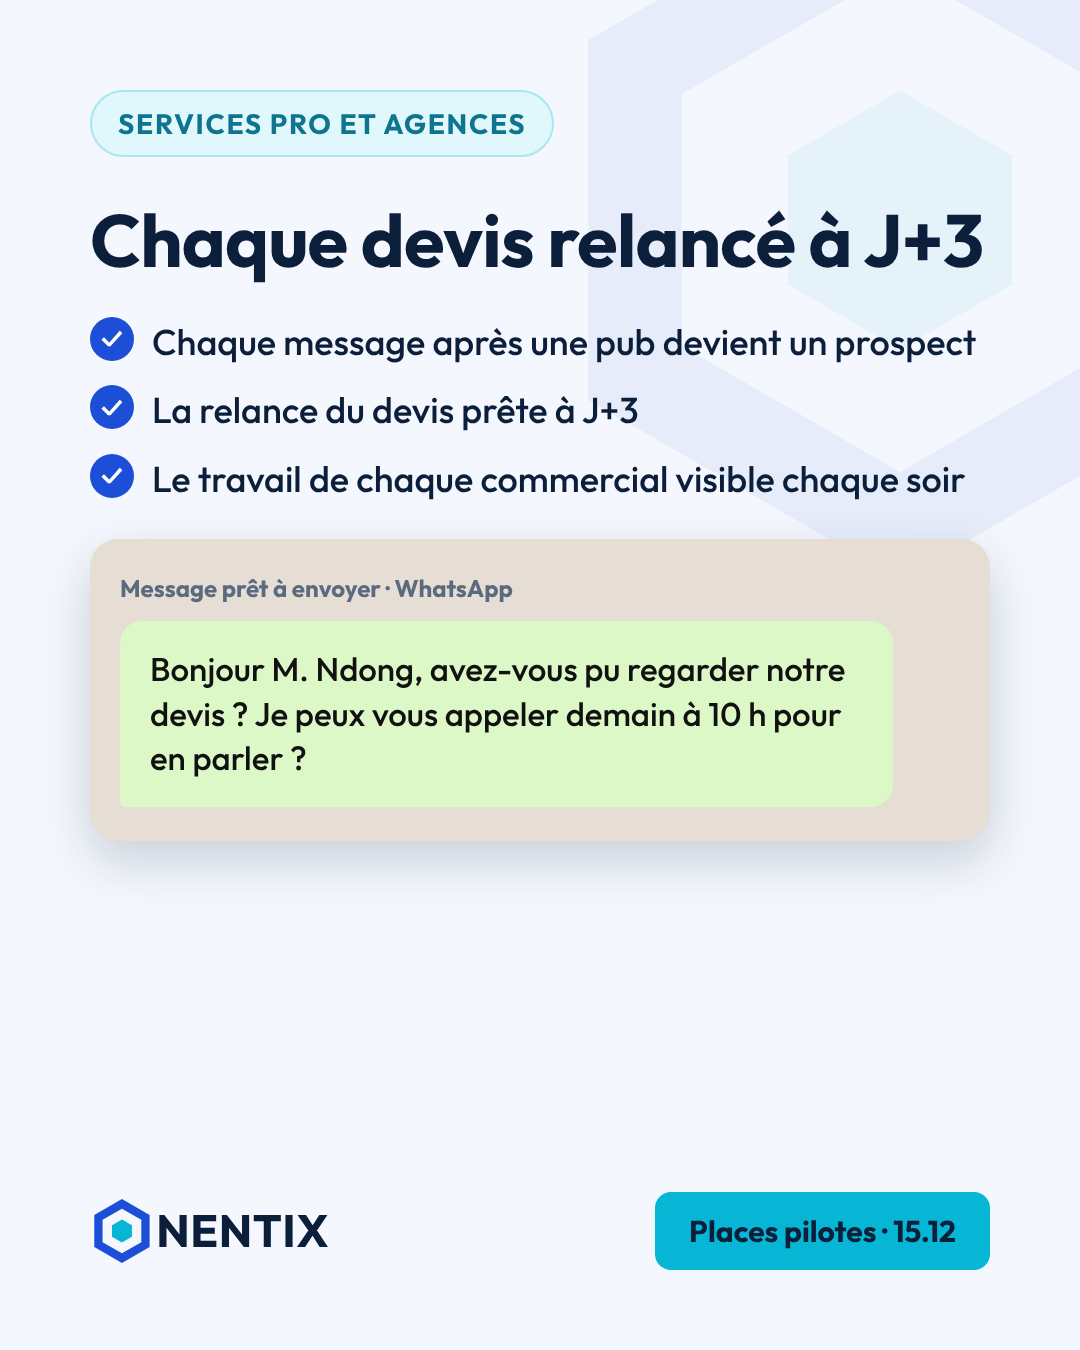 SERVICES PRO ET AGENCES
Chaque devis relancé à J+3
Chaque message après une pub devient un prospect
La relance du devis prête à J+3
Le travail de chaque commercial visible chaque soir
Message prêt à envoyer · WhatsApp
Bonjour M. Ndong, avez-vous pu regarder notre
devis ? Je peux vous appeler demain à 10 h pour
en parler ?
NENTIX
Places pilotes · 15.12